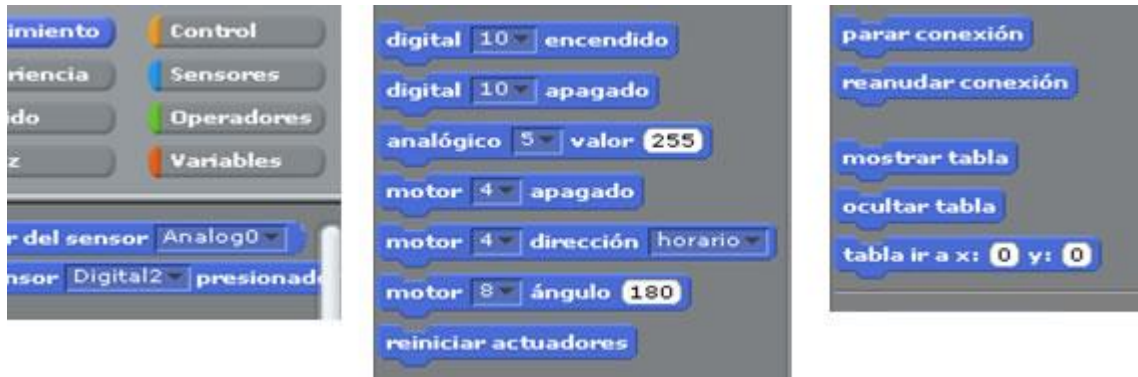 imiento Control
riencia Sensores
ido Operadores
z Variables
r del sensor Analog0
nsor Digital2 presionad
digital 10 encendido
digital 10 apagado
analógico 5 valor 255
motor 4 apagado
motor 4 dirección horario
motor 8 ángulo 180
reiniciar actuadores
parar conexión
reanudar conexión
mostrar tabla
ocultar tabla
tabla ir a x: 0 y: 0